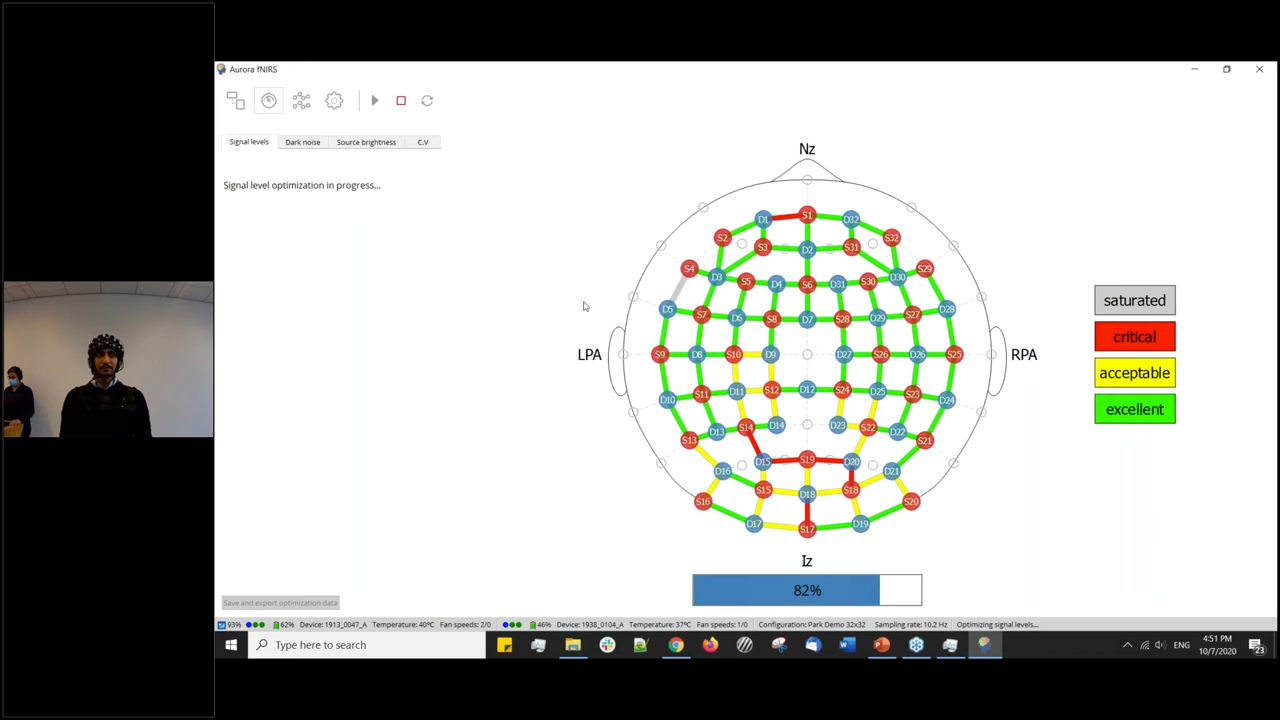 Aurora fNIRS
Signal levels Dark noise Source brightness C.V
Signal level optimization in progress...
Nz
D1 S1 D32
S2 S3 D2 S31 S32
S4 D3 S5 D4 S6 D31 S30 D30 S29
D5 S7 D6 S8 D7 S28 D29 S27 D28
LPA S9 D8 S10 D9 D27 S26 D26 S25 RPA
D10 S11 D11 S12 D12 S24 D25 S23 D24
S13 D13 S14 D14 D23 S22 D22 S21
D16 D15 S19 D20 D21
S16 S15 D18 S18 S20
D17 S17 D19
Iz
82%
saturated
critical
acceptable
excellent
Save and export optimization data
93% 62% Device: 1913_0047_A Temperature: 40°C Fan speeds: 2/0 46% Device: 1938_0104_A Temperature: 37°C Fan speeds: 1/0 Configuration: Park Demo 32x32 Sampling rate: 10.2 Hz Optimizing signal levels...
Type here to search
ENG
4:51 PM
10/7/2020
23